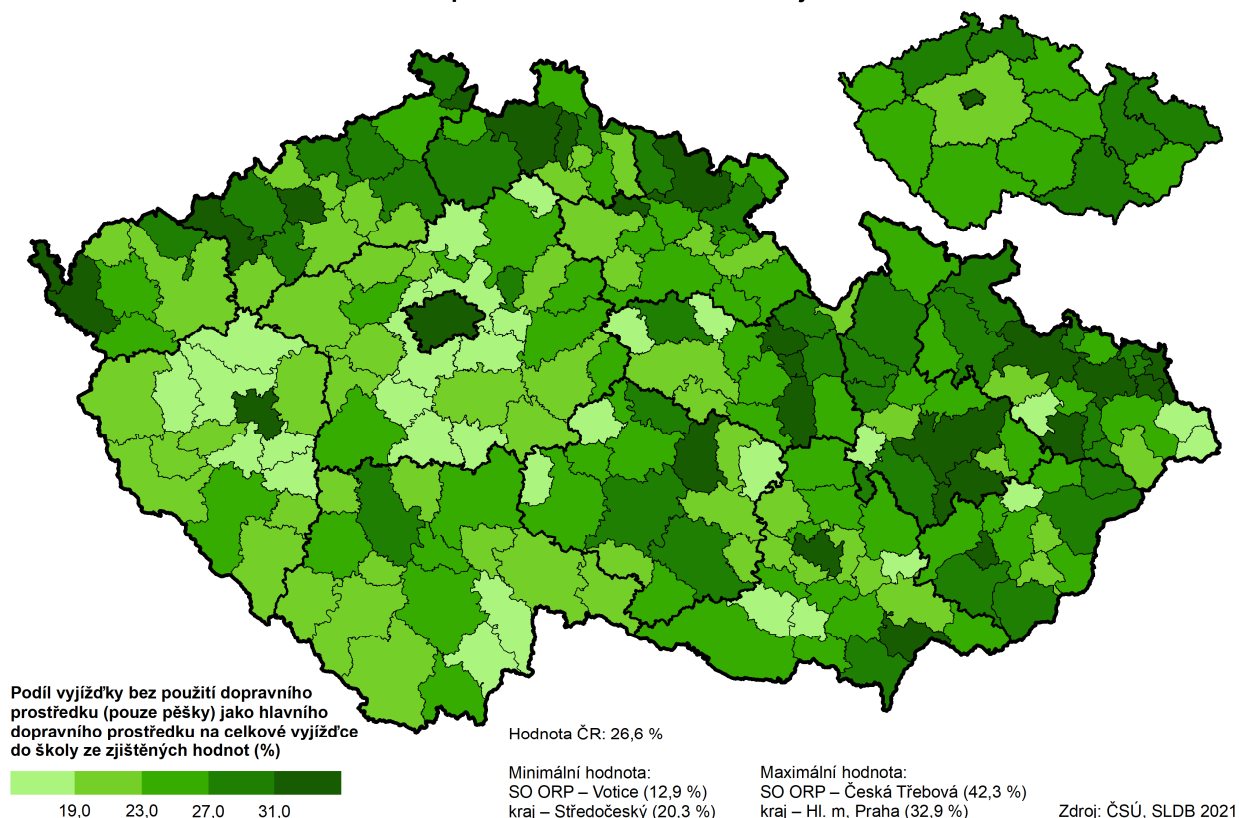 Podíl vyjížďky bez použití dopravního
prostředku (pouze pěšky) jako hlavního
dopravního prostředku na celkové vyjížďce
do školy ze zjištěných hodnot (%)
19,0 23,0 27,0 31,0
Hodnota ČR: 26,6 %
Minimální hodnota:
SO ORP – Votice (12,9 %)
kraj – Středočeský (20,3 %)
Maximální hodnota:
SO ORP – Česká Třebová (42,3 %)
kraj – Hl. m, Praha (32,9 %)
Zdroj: ČSÚ, SLDB 2021